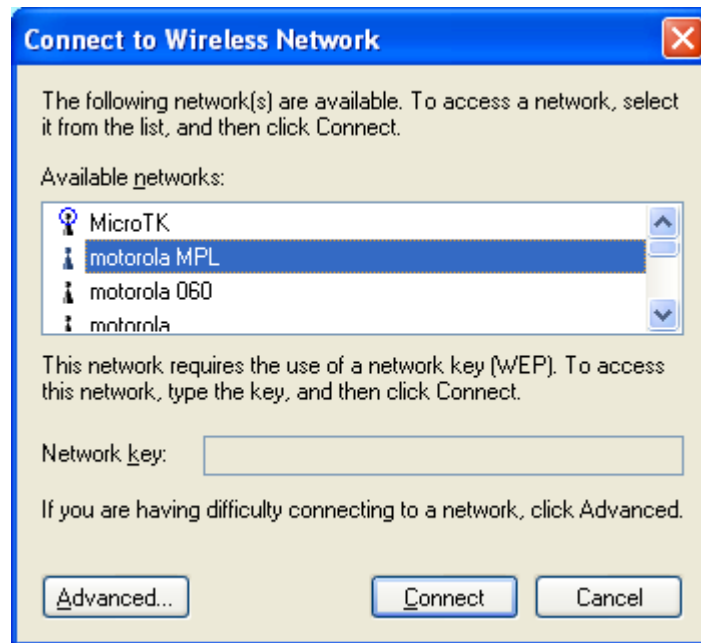 Connect to Wireless Network
The following network(s) are available. To access a network, select
it from the list, and then click Connect.
Available networks:
MicroTK
motorola MPL
motorola 060
motorola
This network requires the use of a network key (WEP). To access
this network, type the key, and then click Connect.
Network key:
If you are having difficulty connecting to a network, click Advanced.
Advanced... Connect Cancel